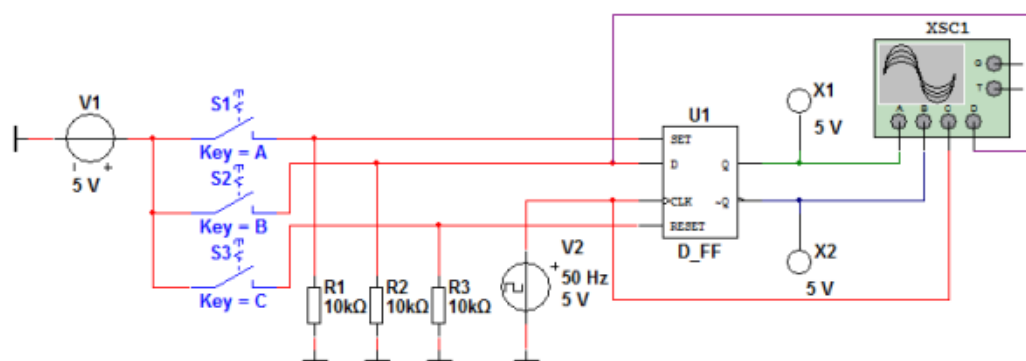 XSC1
G
T
A B C D
V1
5 V
S1
Key = A
S2
Key = B
S3
Key = C
R1
10kΩ
R2
10kΩ
R3
10kΩ
V2
50 Hz
5 V
U1
SET
D Q
CLK ~Q
RESET
D_FF
X1
5 V
X2
5 V